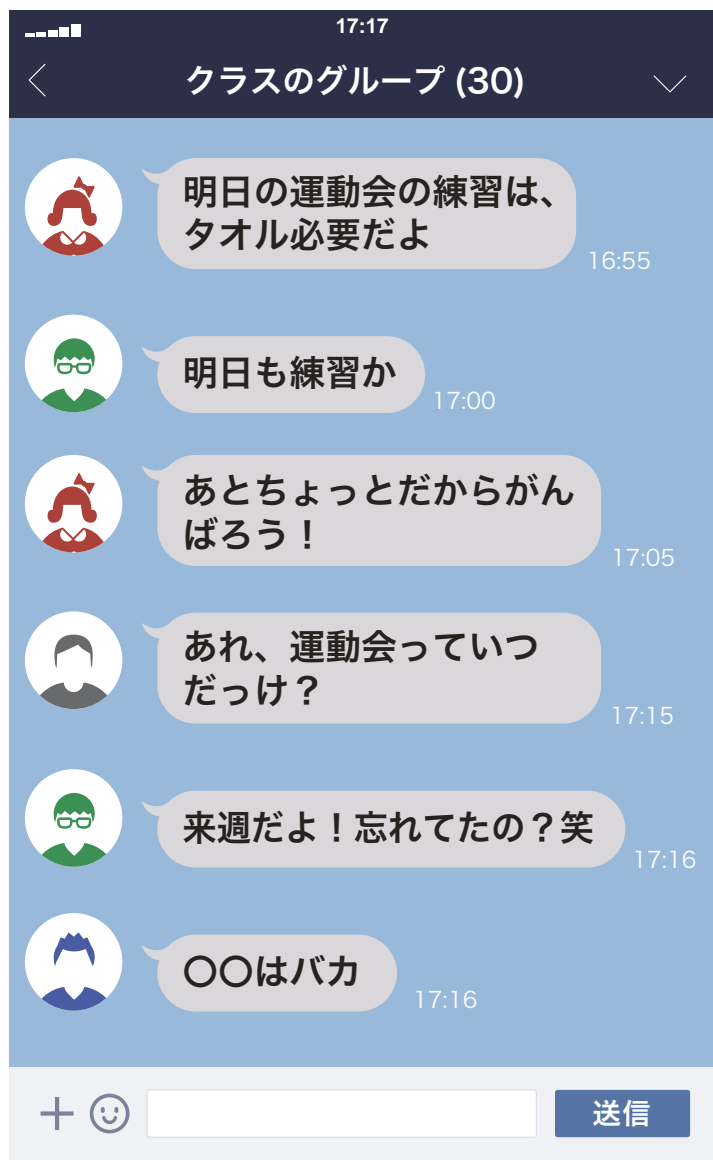 17:17
クラスのグループ (30)
明日の運動会の練習は、
タオル必要だよ
16:55
明日も練習か
17:00
あとちょっとだからがん
ばろう！
17:05
あれ、運動会っていつ
だっけ？
17:15
来週だよ！忘れてたの？笑
17:16
〇〇はバカ
17:16
送信